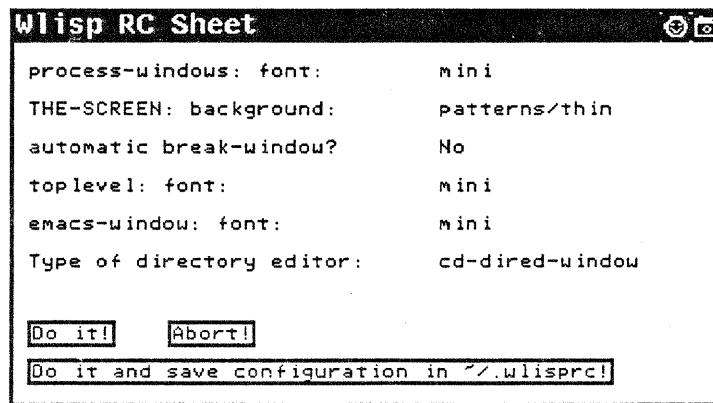 Wlisp RC Sheet
process-windows: font: mini
THE-SCREEN: background: patterns/thin
automatic break-window? No
toplevel: font: mini
emacs-window: font: mini
Type of directory editor: cd-dired-window
Do it! Abort!
Do it and save configuration in ~/.wlisprc!